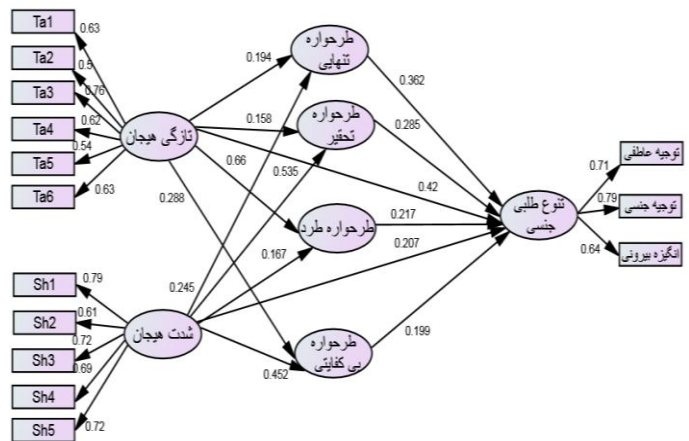 Ta1
0.63
Ta2
0.5
Ta3
0.76
Ta4
0.62
Ta5
0.54
Ta6
0.63
تازگی هیجان
Sh1
0.79
Sh2
0.61
Sh3
0.72
Sh4
0.69
Sh5
0.72
شدت هیجان
0.194
0.158
0.66
0.42
0.288
0.535
0.245
0.167
0.207
0.452
طرحواره
تنهایی
طرحواره
تحقیر
طرحواره طرد
طرحواره
بی کفایتی
0.362
0.285
0.217
0.199
تنوع طلبی
جنسی
0.71
توجیه عاطفی
0.79
توجیه جنسی
0.64
انگیزه بیرونی